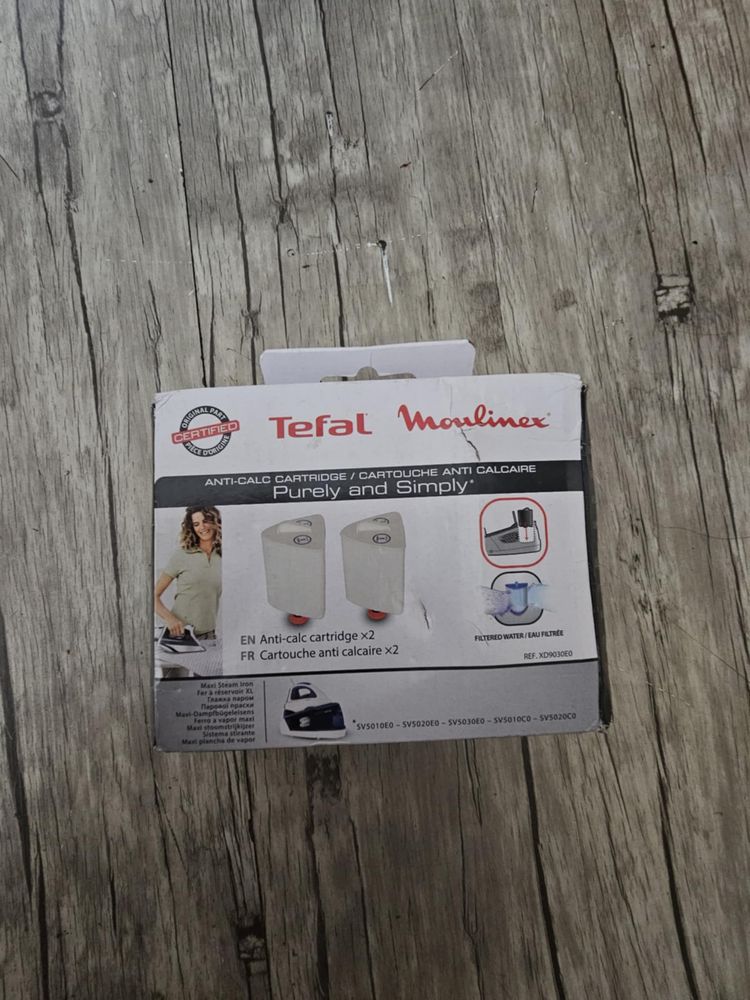 ORIGINAL PART
CERTIFIED
PIÈCE D'ORIGINE
Tefal
Moulinex
ANTI-CALC CARTRIDGE / CARTOUCHE ANTI CALCAIRE
Purely and Simply*
EN Anti-calc cartridge ×2
FR Cartouche anti calcaire ×2
FILTERED WATER / EAU FILTRÉE
REF. XD9030E0
Maxi Steam Iron
Fer à réservoir XL
Глажка паром
Паровой праски
Maxi-Dampfbügeleisens
Ferro a vapor maxi
Maxi stoomstrijkijzer
Sistema stirante
Maxi plancha de vapor
*SV5010E0 – SV5020E0 – SV5030E0 – SV5010C0 – SV5020C0